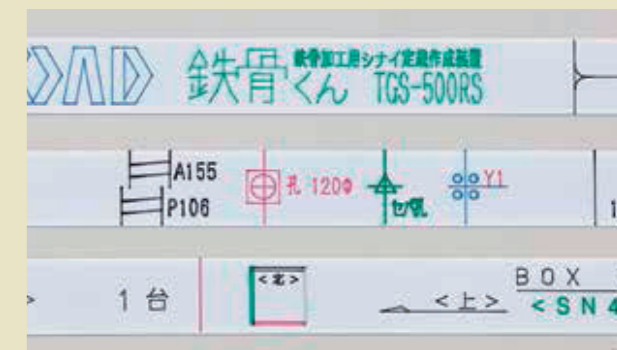 鉄骨くん 鉄骨加工用シナイ定規作成装置 TGS-500RS
A155
P106
孔 120Φ
Y1
1台
<北>
<上>
BOX
<SN4